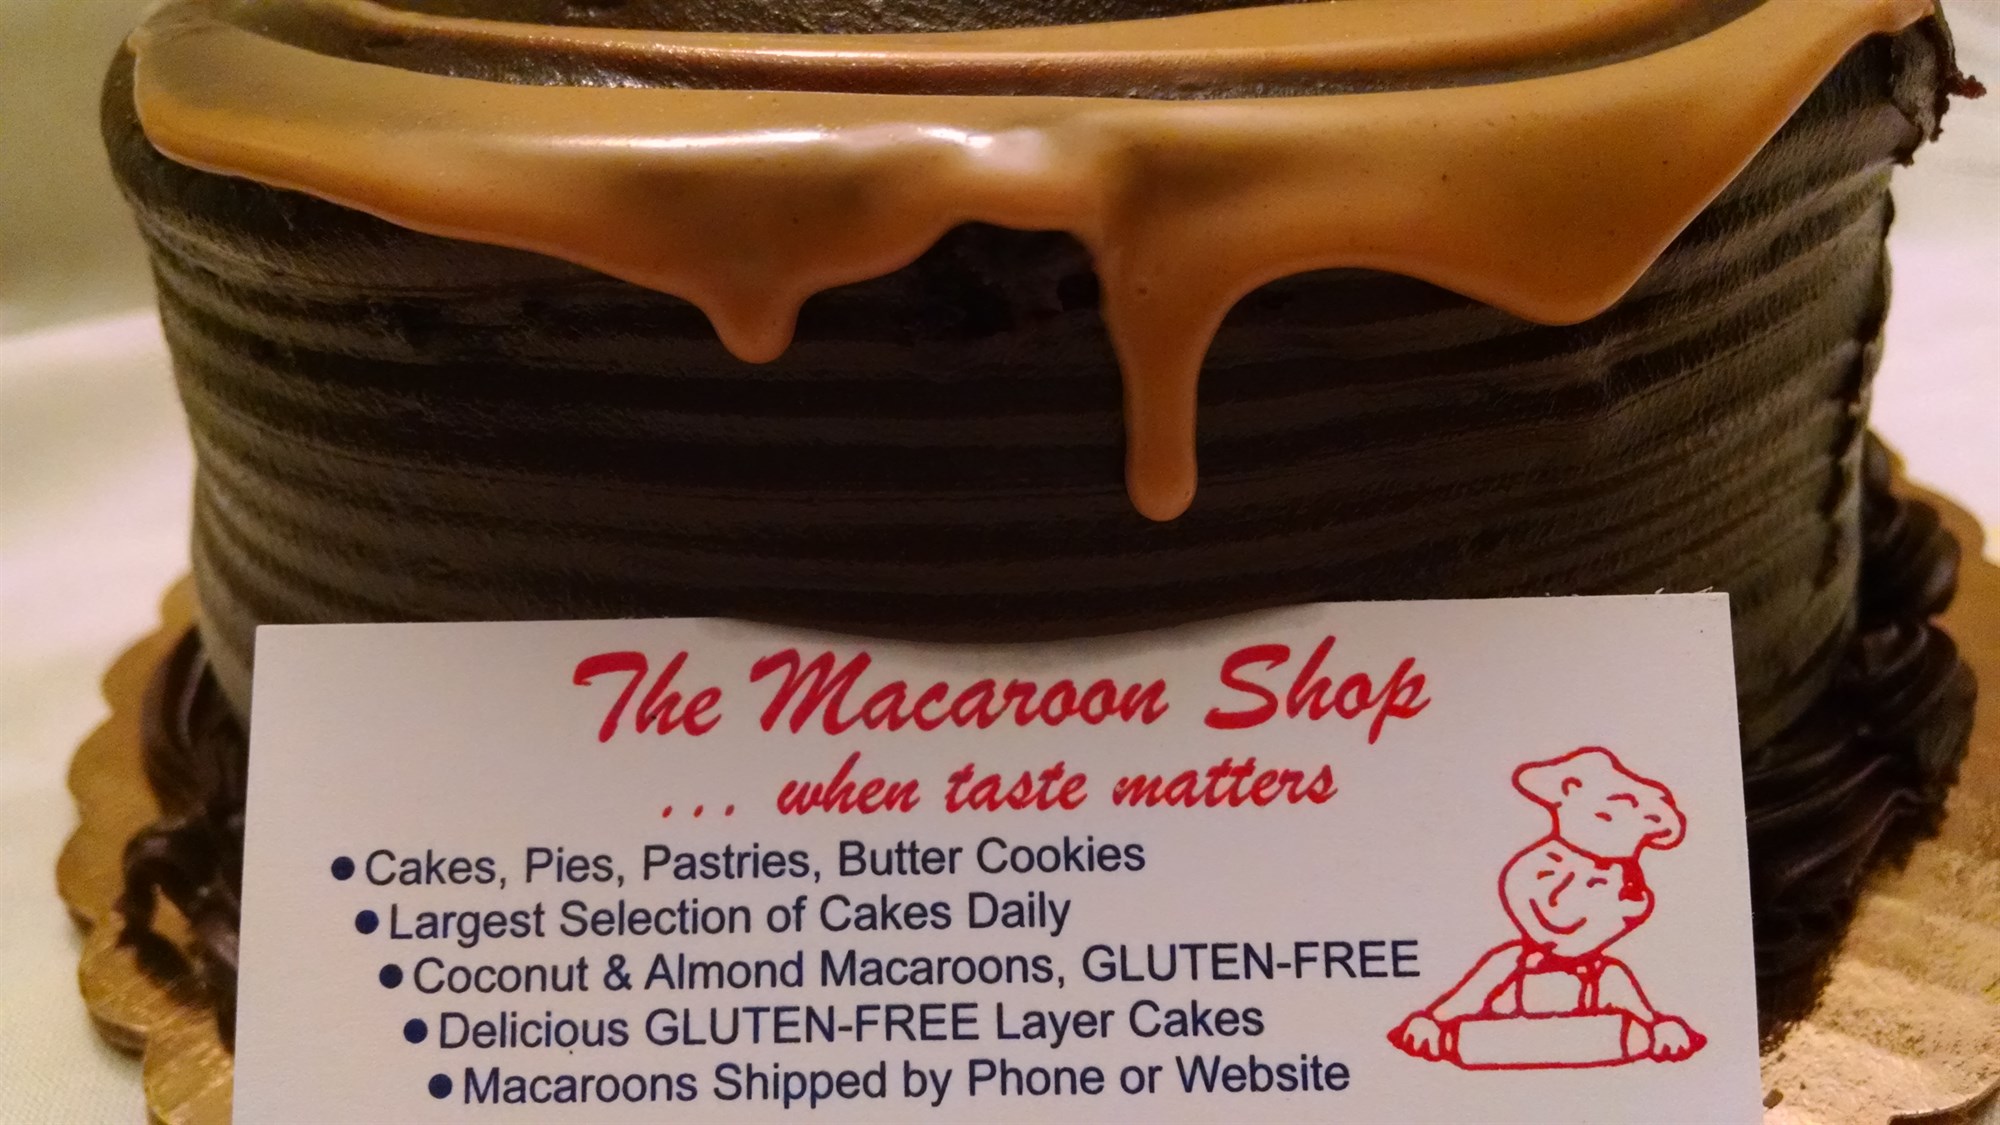 The Macaroon Shop
... when taste matters
• Cakes, Pies, Pastries, Butter Cookies
• Largest Selection of Cakes Daily
• Coconut & Almond Macaroons, GLUTEN-FREE
• Delicious GLUTEN-FREE Layer Cakes
• Macaroons Shipped by Phone or Website